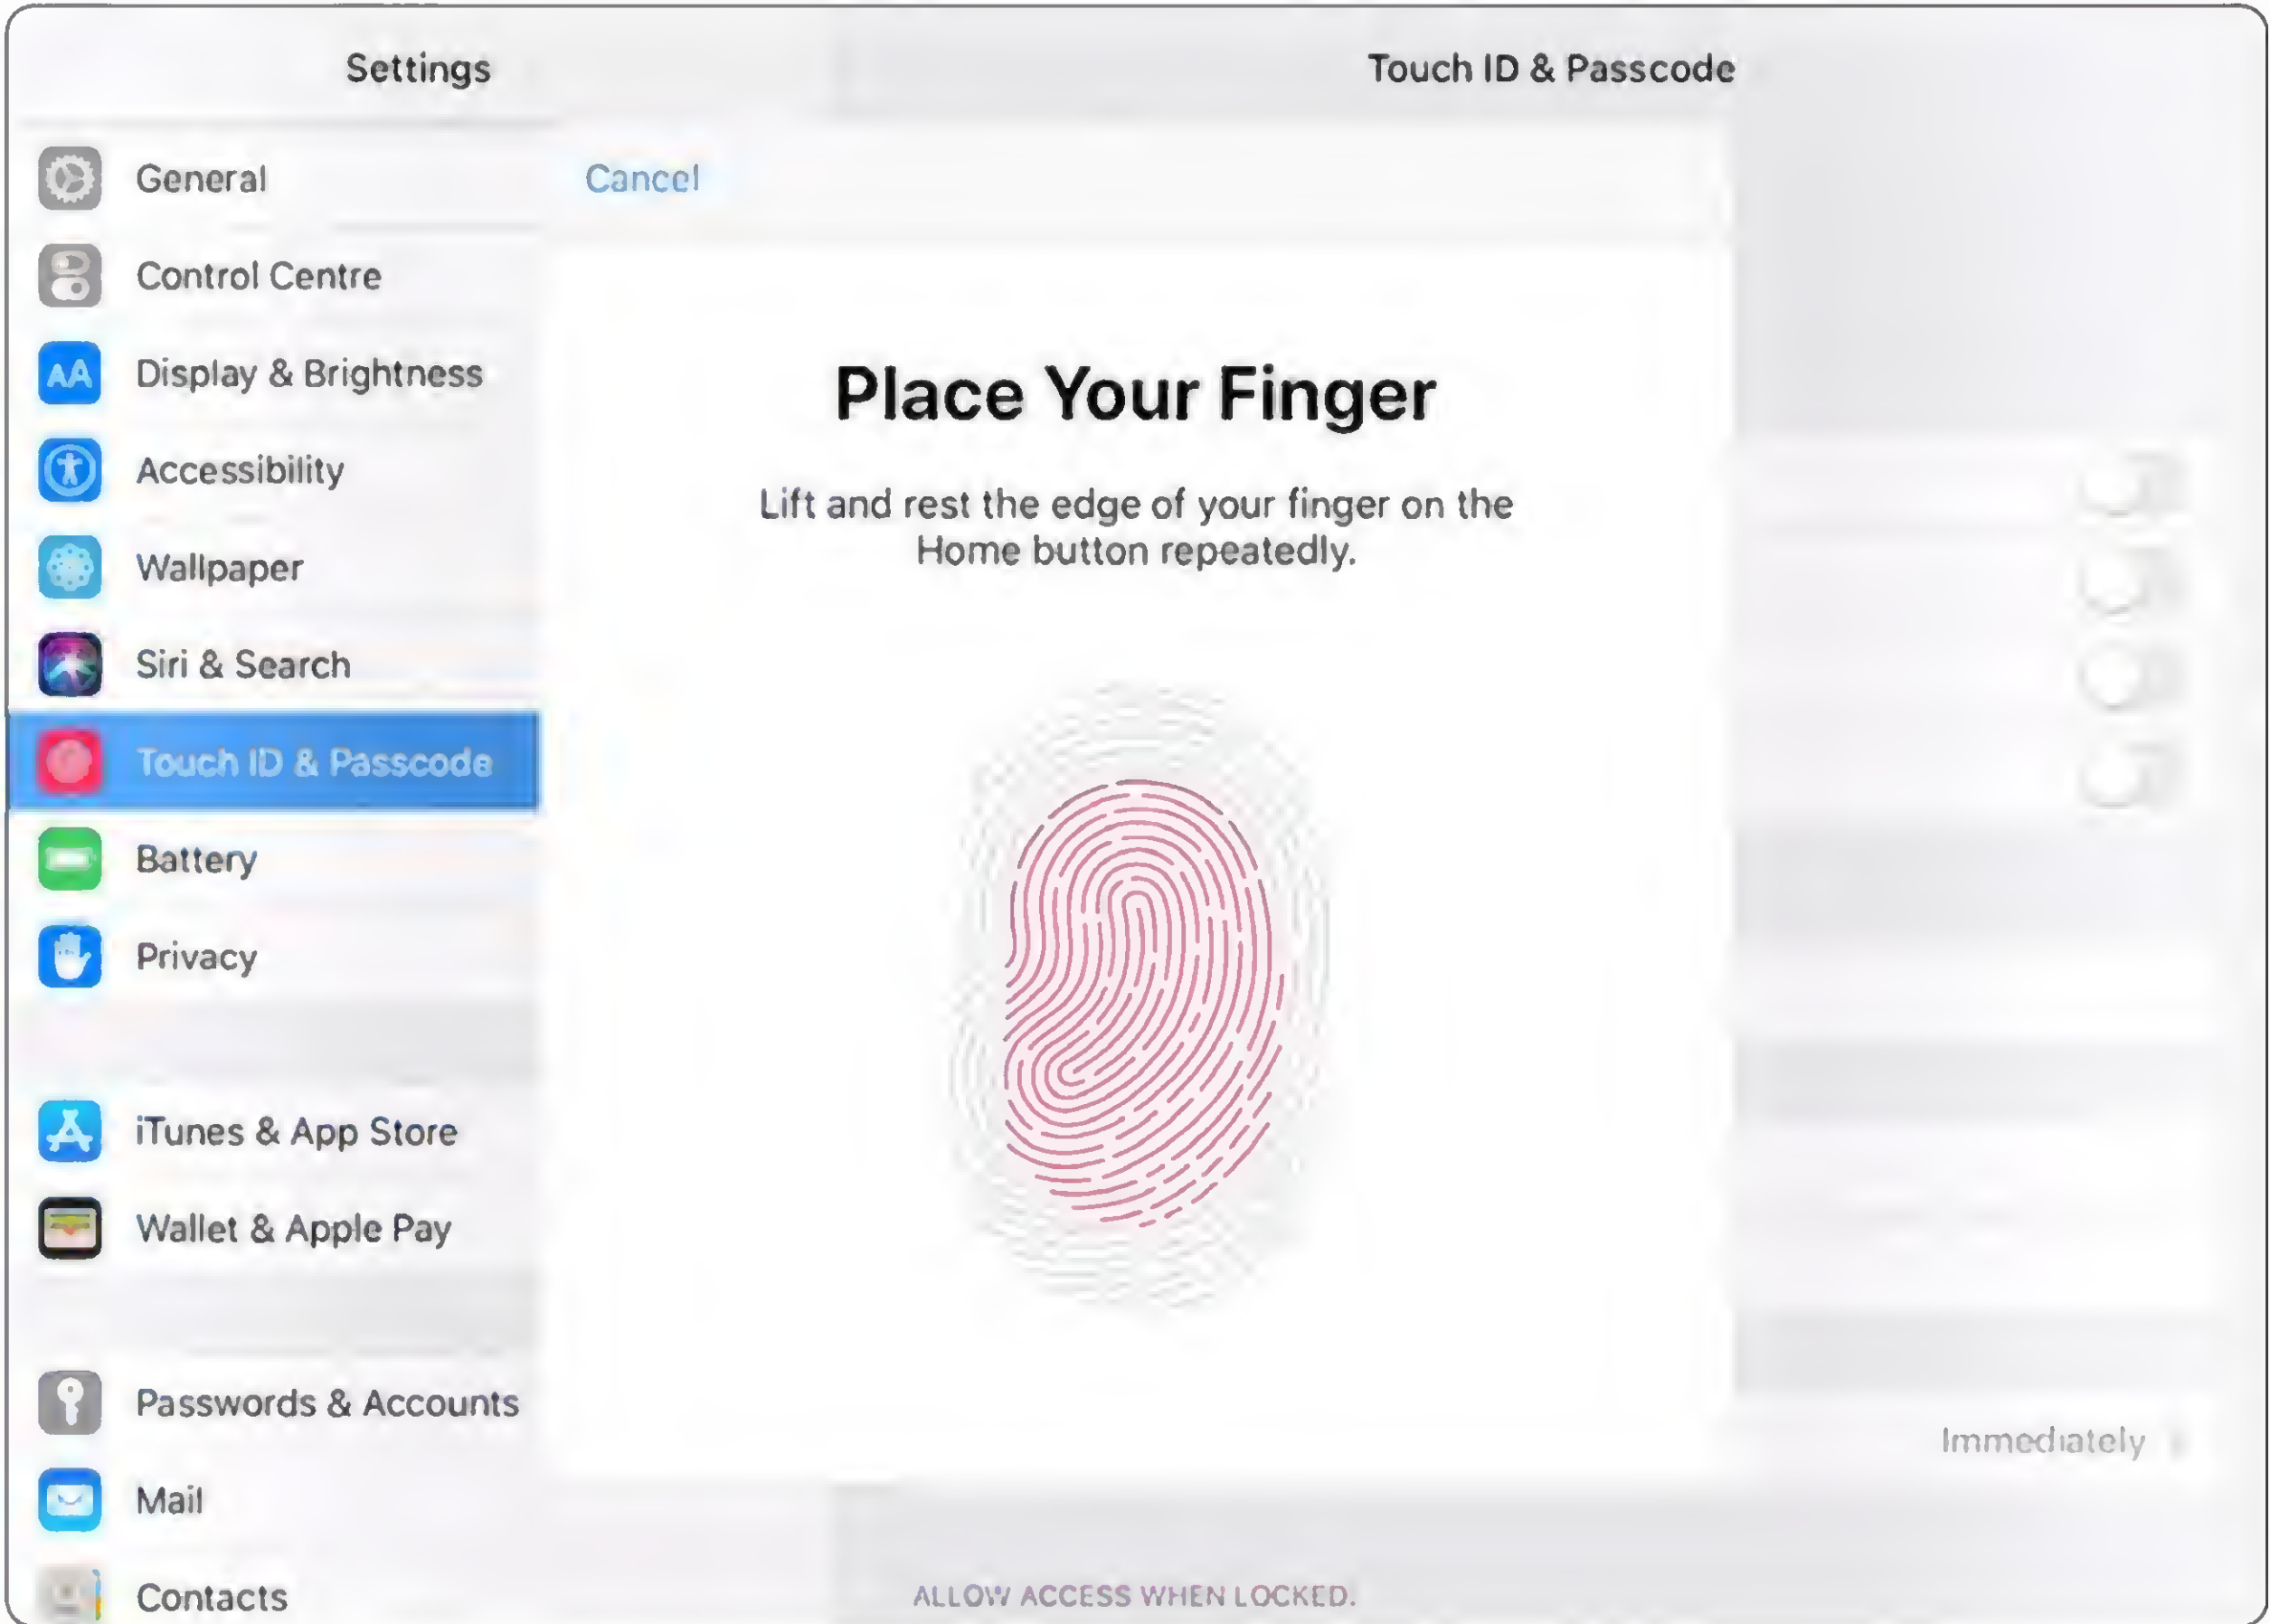 Settings
Touch ID & Passcode
General
Control Centre
Display & Brightness
Accessibility
Wallpaper
Siri & Search
Touch ID & Passcode
Battery
Privacy
iTunes & App Store
Wallet & Apple Pay
Passwords & Accounts
Mail
Contacts
Cancel
Place Your Finger
Lift and rest the edge of your finger on the
Home button repeatedly.
Immediately
ALLOW ACCESS WHEN LOCKED.